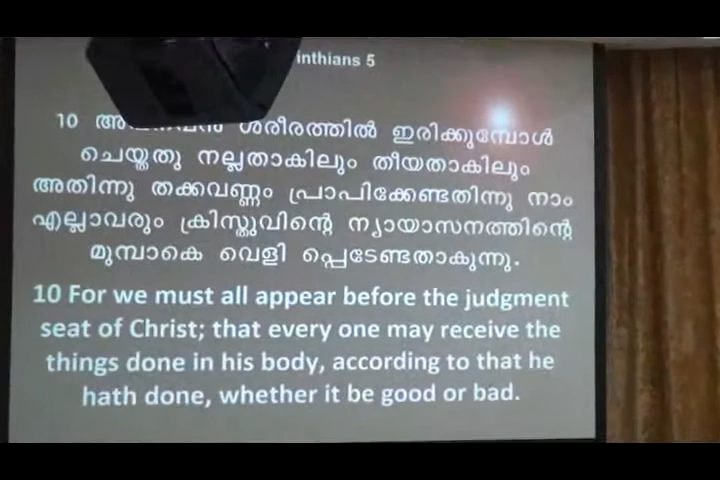 inthians 5
10 ശരീരത്തിൽ ഇരിക്കുമ്പോൾ
ചെയ്തതു നല്ലതാകിലും തീയതാകിലും
അതിന്നു തക്കവണ്ണം പ്രാപിക്കേണ്ടതിന്നു നാം
എല്ലാവരും ക്രിസ്തുവിന്റെ ന്യായാസനത്തിന്റെ
മുമ്പാകെ വെളി പ്പെടേണ്ടതാകുന്നു.
10 For we must all appear before the judgment
seat of Christ; that every one may receive the
things done in his body, according to that he
hath done, whether it be good or bad.